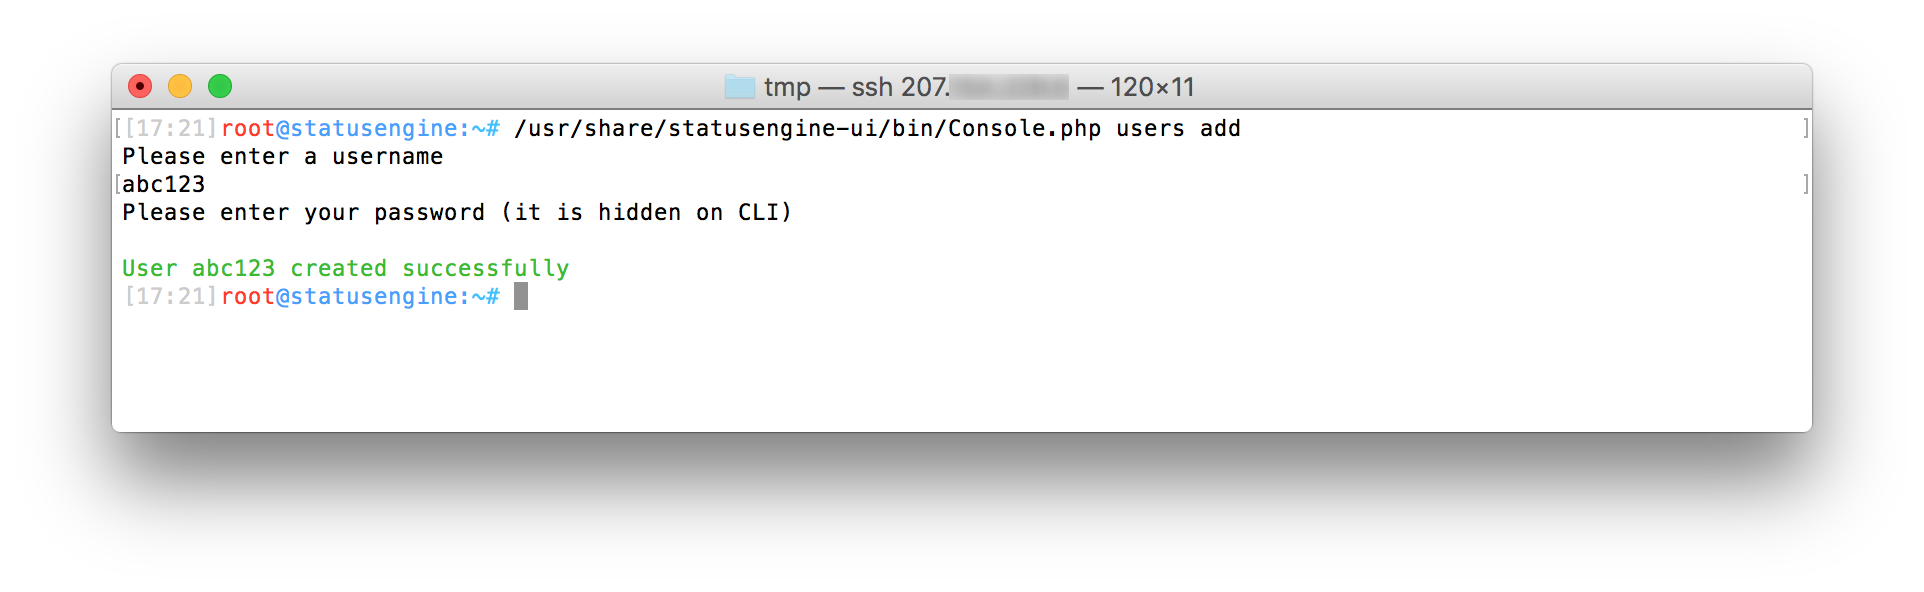 tmp — ssh 207. — 120×11
[17:21]root@statusengine:~# /usr/share/statusengine-ui/bin/Console.php users add
Please enter a username
abc123
Please enter your password (it is hidden on CLI)
User abc123 created successfully
[17:21]root@statusengine:~#